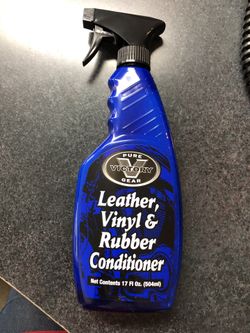 PURE
V
VICTORY
GEAR
Leather,
Vinyl &
Rubber
Conditioner
Net Contents 17 Fl Oz. (504ml)